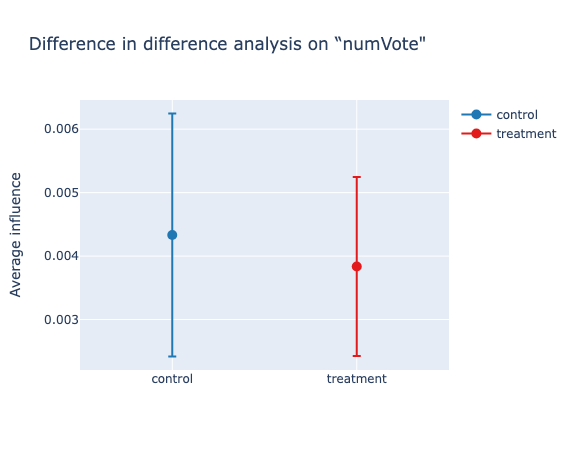 Difference in difference analysis on “numVote"
control
treatment
Average influence
0.006
0.005
0.004
0.003
control
treatment